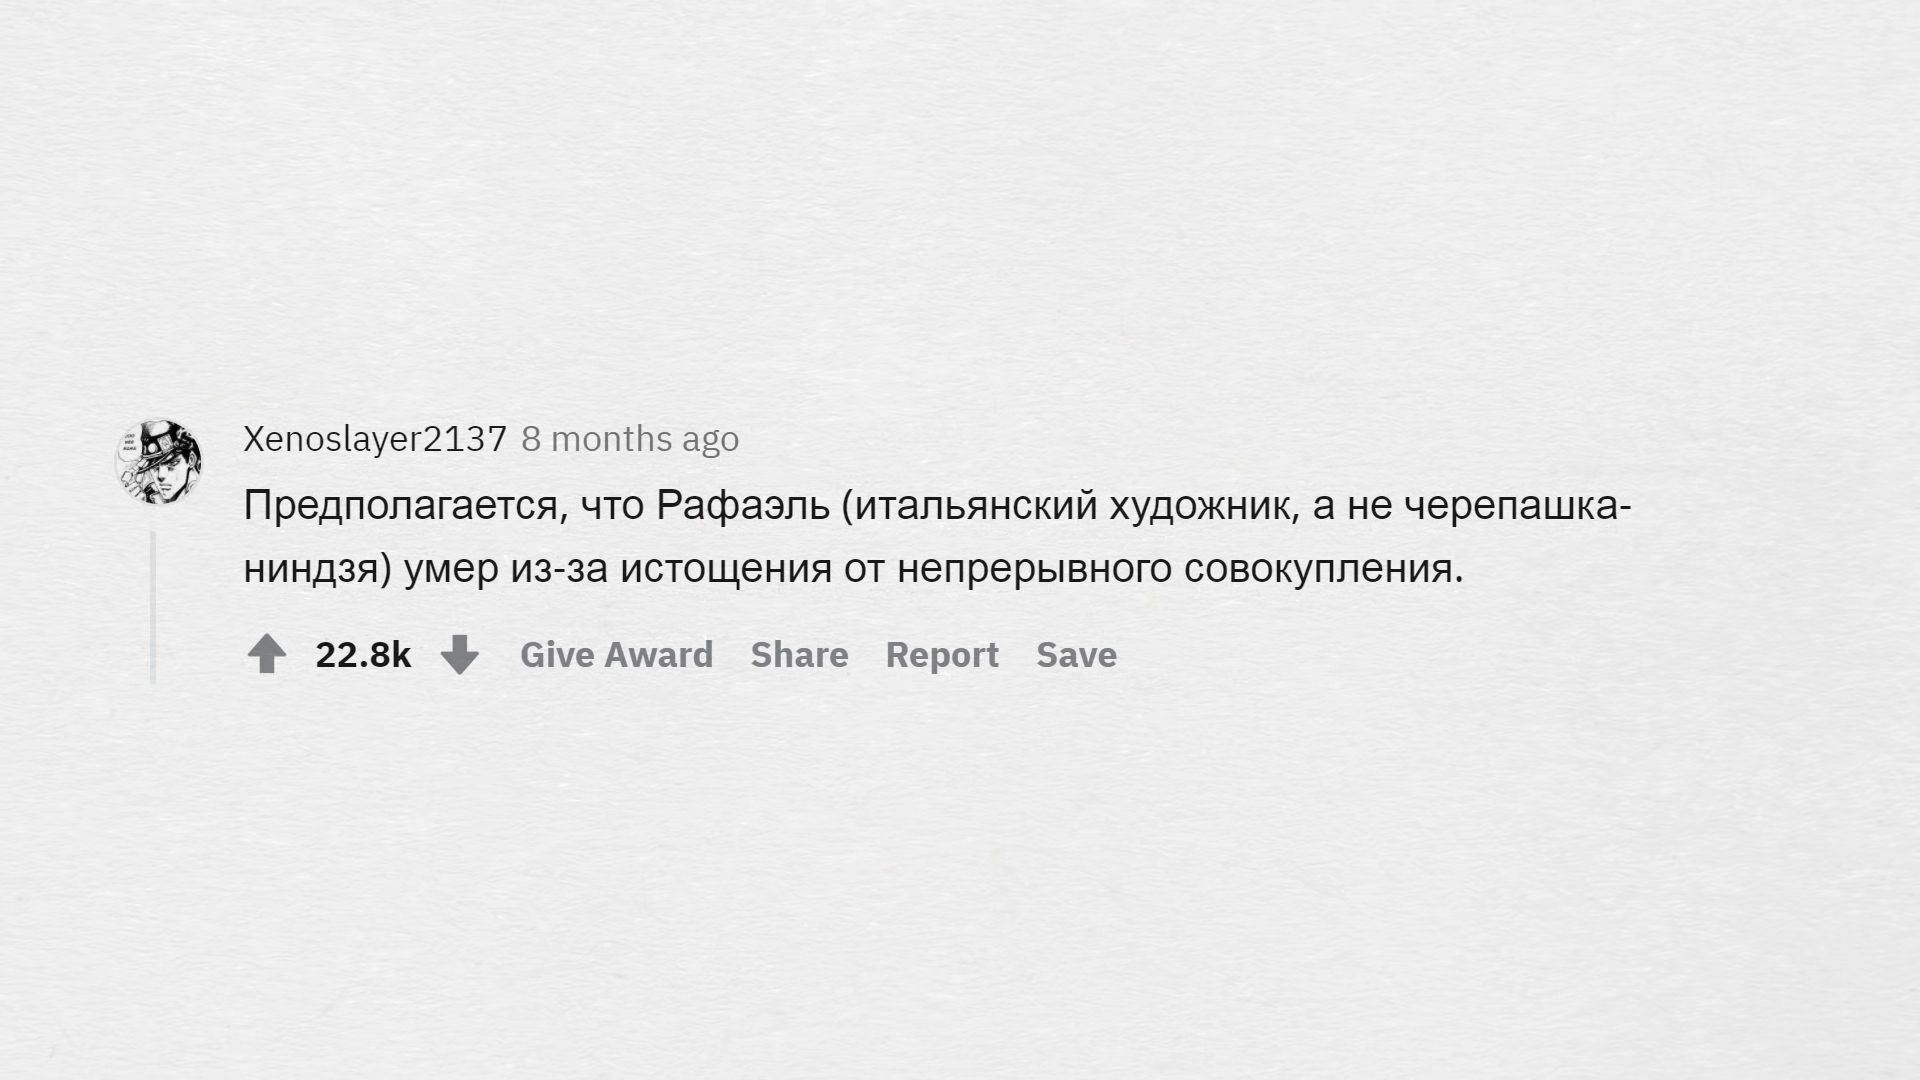 Xenoslayer2137 8 months ago
Предполагается, что Рафаэль (итальянский художник, а не черепашка-
ниндзя) умер из-за истощения от непрерывного совокупления.
22.8k Give Award Share Report Save